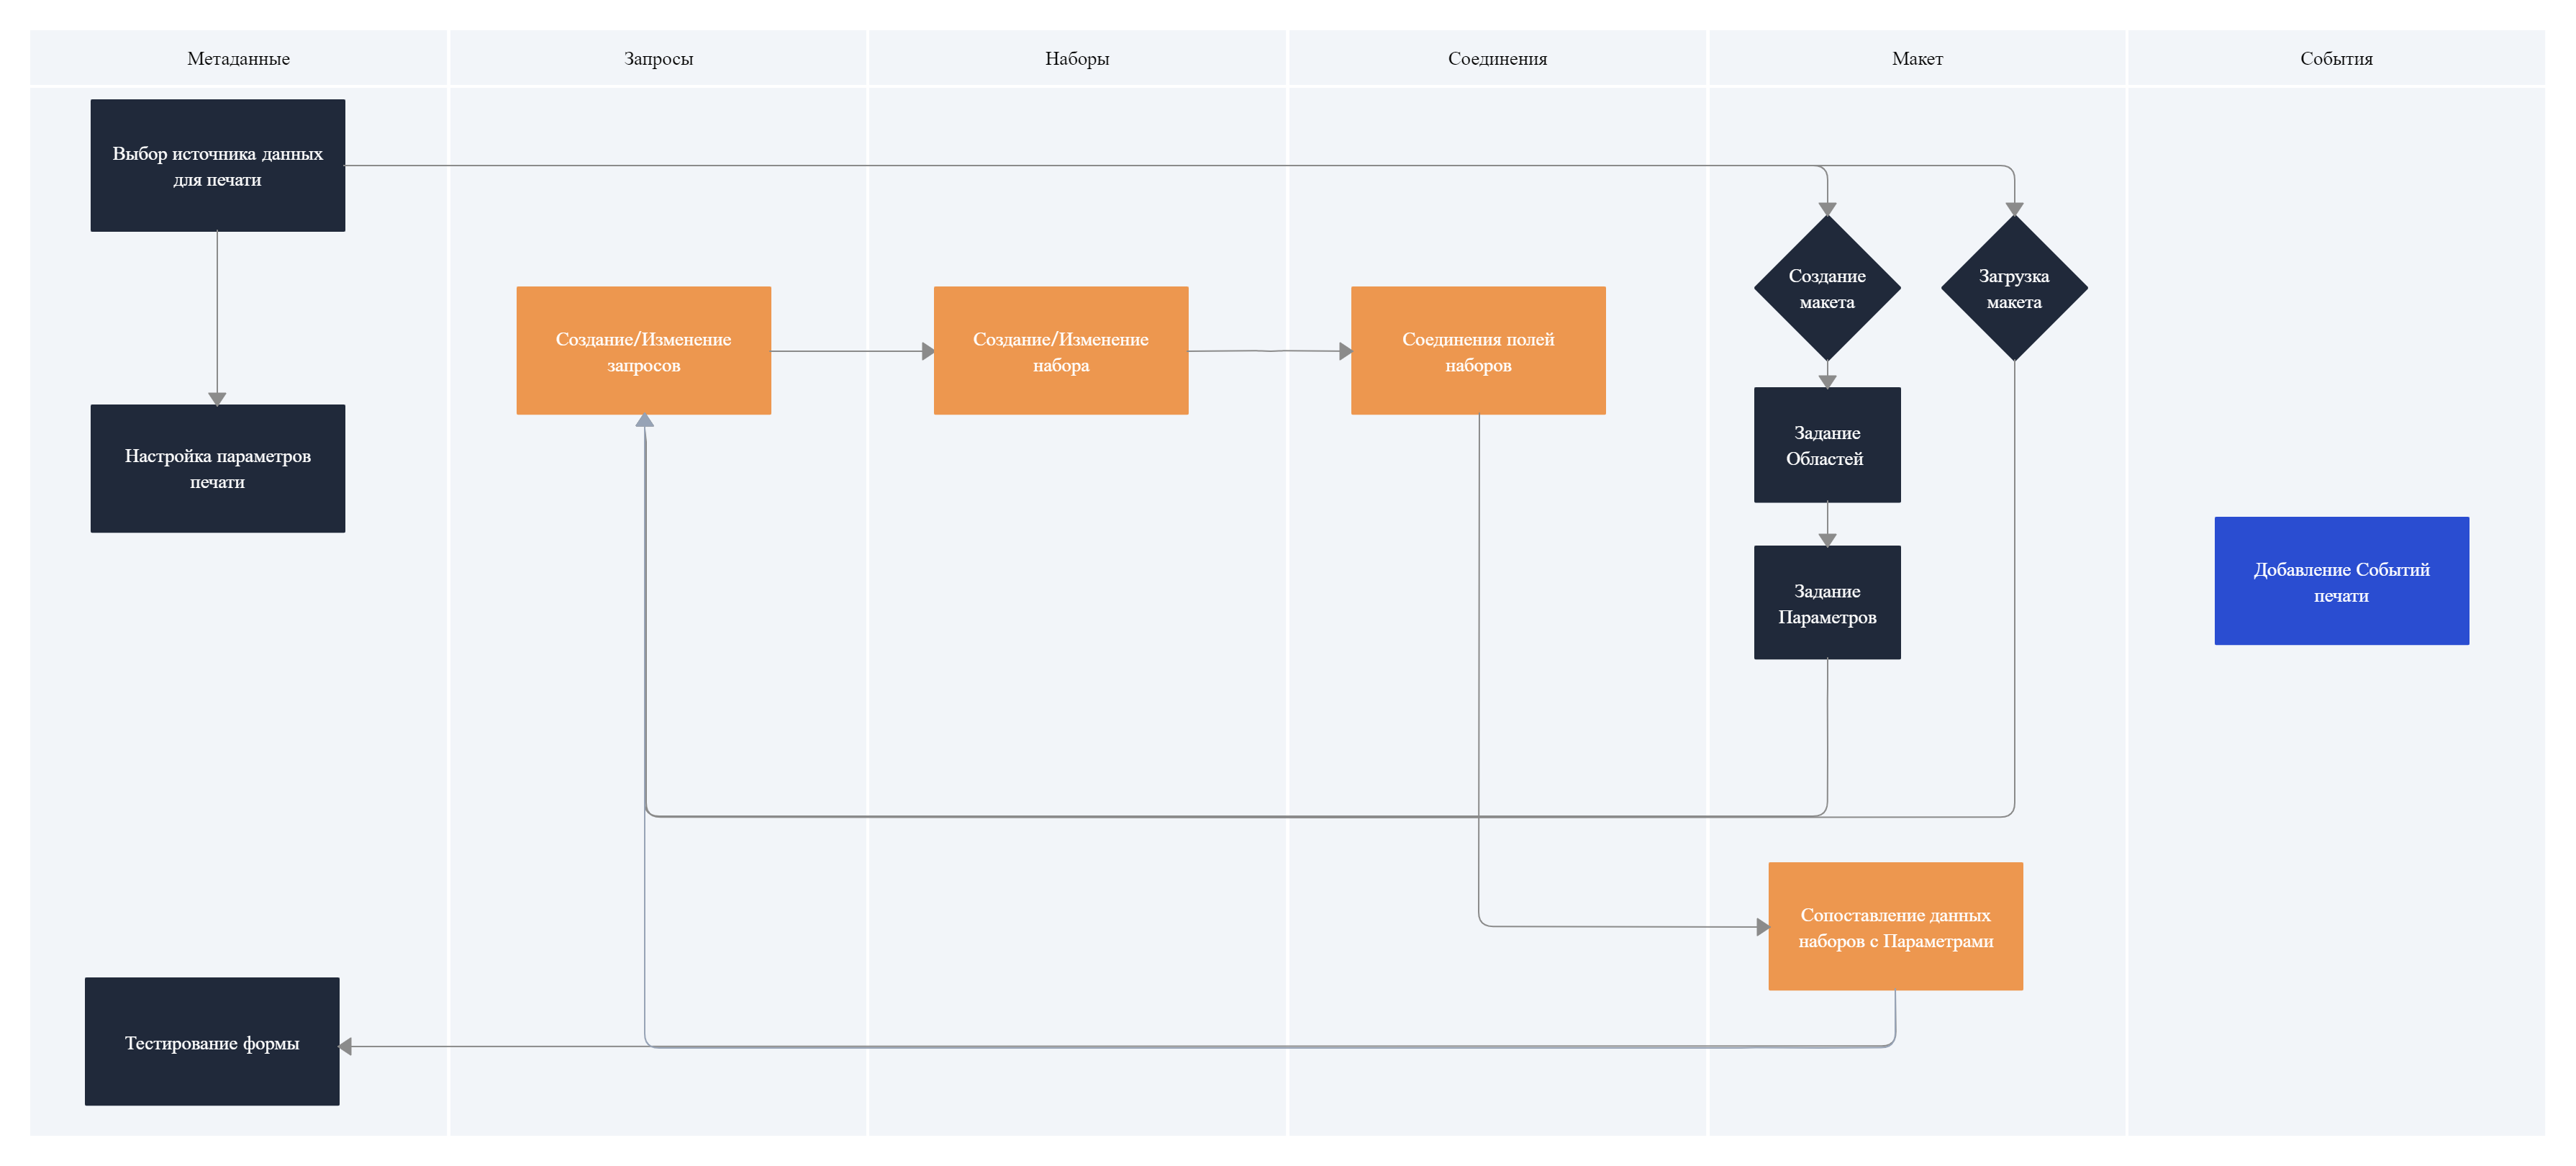 Метаданные
Запросы
Наборы
Соединения
Макет
События
Выбор источника данных
для печати
Создание
макета
Загрузка
макета
Создание/Изменение
запросов
Создание/Изменение
набора
Соединения полей
наборов
Настройка параметров
печати
Задание
Областей
Задание
Параметров
Добавление Событий
печати
Сопоставление данных
наборов с Параметрами
Тестирование формы